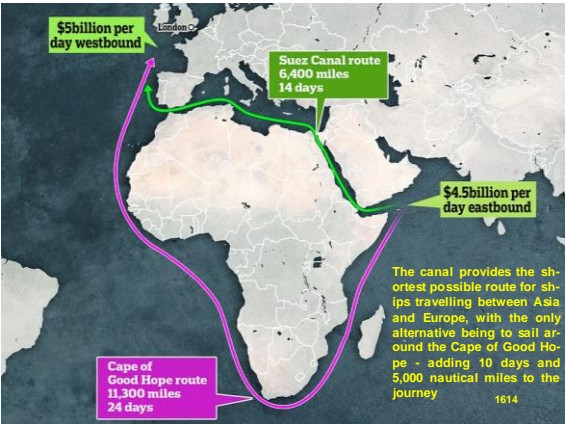 $5billion per
day westbound
London
Suez Canal route
6,400 miles
14 days
$4.5billion per
day eastbound
The canal provides the sh-
ortest possible route for sh-
ips travelling between Asia
and Europe, with the only
alternative being to sail ar-
ound the Cape of Good Ho-
pe - adding 10 days and
5,000 nautical miles to the
journey
1614
Cape of
Good Hope route
11,300 miles
24 days